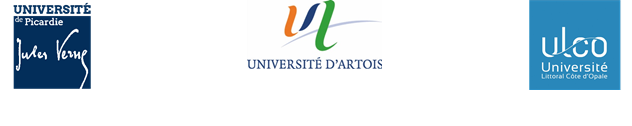 UNIVERSITÉ
de Picardie
Jules Verne
UNIVERSITÉ D'ARTOIS
ulco
Université
Littoral Côte d'Opale